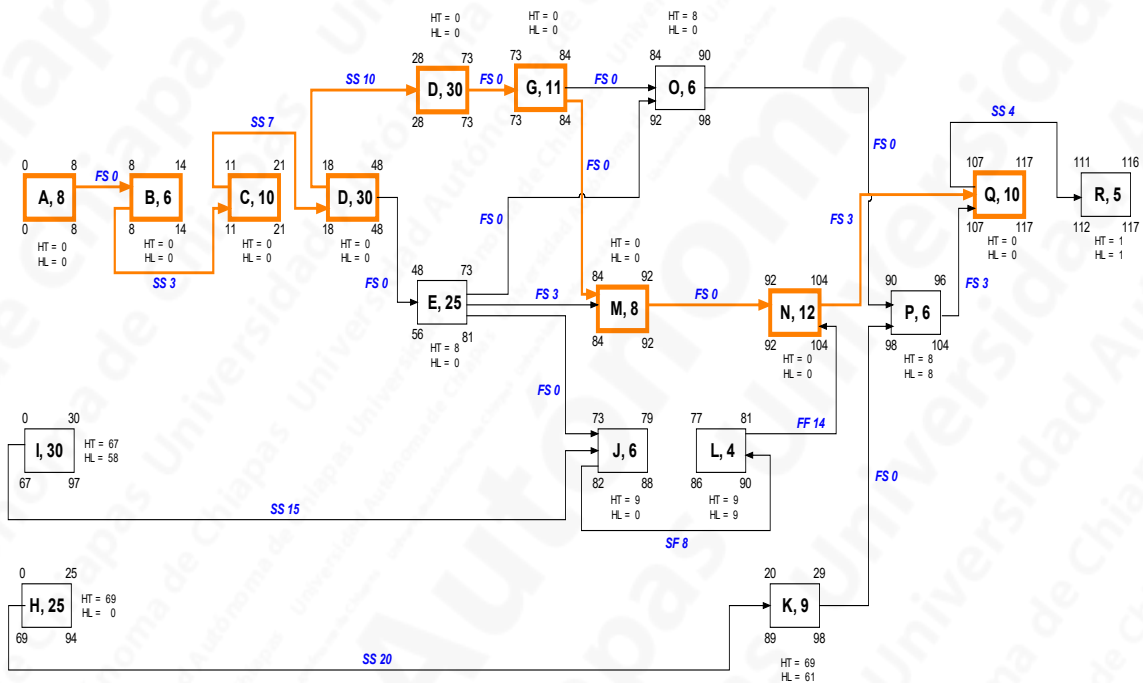 HT = 0
HL = 0
HT = 0
HL = 0
HT = 8
HL = 0
28 73
SS 10
D, 30
28 73
FS 0
73 84
G, 11
73 84
FS 0
84 90
O, 6
92 98
SS 7
FS 0
FS 0
SS 4
0 8
A, 8
0 8
HT = 0
HL = 0
FS 0
8 14
B, 6
8 14
HT = 0
HL = 0
SS 3
11 21
C, 10
11 21
HT = 0
HL = 0
18 48
D, 30
18 48
HT = 0
HL = 0
FS 0
FS 0
107 117
Q, 10
107 117
HT = 0
HL = 0
111 116
R, 5
112 117
HT = 1
HL = 1
FS 3
48 73
E, 25
56 81
HT = 8
HL = 8
FS 3
HT = 0
HL = 0
84 92
M, 8
84 92
FS 0
92 104
N, 12
92 104
HT = 0
HL = 0
90 96
P, 6
98 104
HT = 8
HL = 8
FS 3
FS 0
0 30
I, 30
67 97
HT = 67
HL = 58
73 79
J, 6
82 88
HT = 9
HL = 0
77 81
L, 4
86 90
HT = 9
HL = 9
FF 14
FS 0
SS 15
SF 8
0 25
H, 25
69 94
HT = 69
HL = 0
20 29
K, 9
89 98
HT = 69
HL = 61
SS 20
Universidad Autónoma de Chiapas